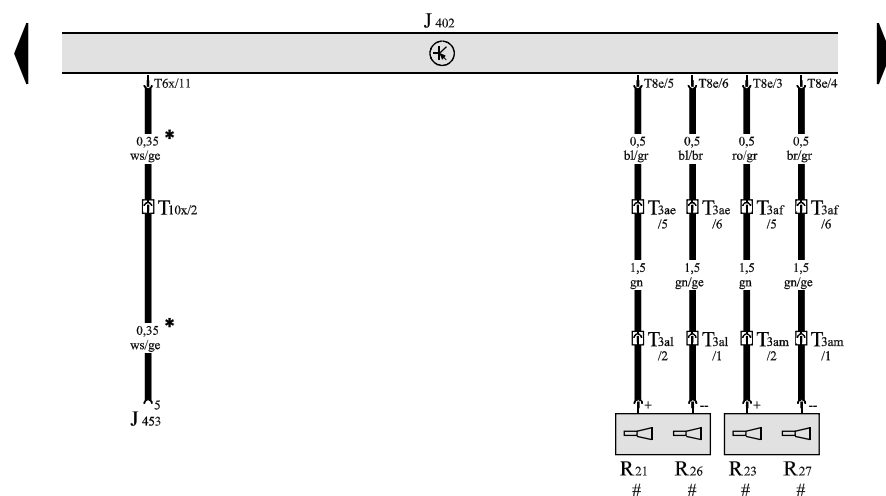 J 402
T6x/11 T8e/5 T8e/6 T8e/3 T8e/4
0,35 * 0,5 0,5 0,5 0,5
ws/ge bl/gr bl/br ro/gr br/gr
T10x/2 T3ae T3ae T3af T3af
/5 /6 /5 /6
1,5 1,5 1,5 1,5
gn gn/ge gn gn/ge
0,35 * T3al T3al T3am T3am
ws/ge /2 /1 /2 /1
5 + -- + --
J 453
R21 R26 R23 R27
# # # #